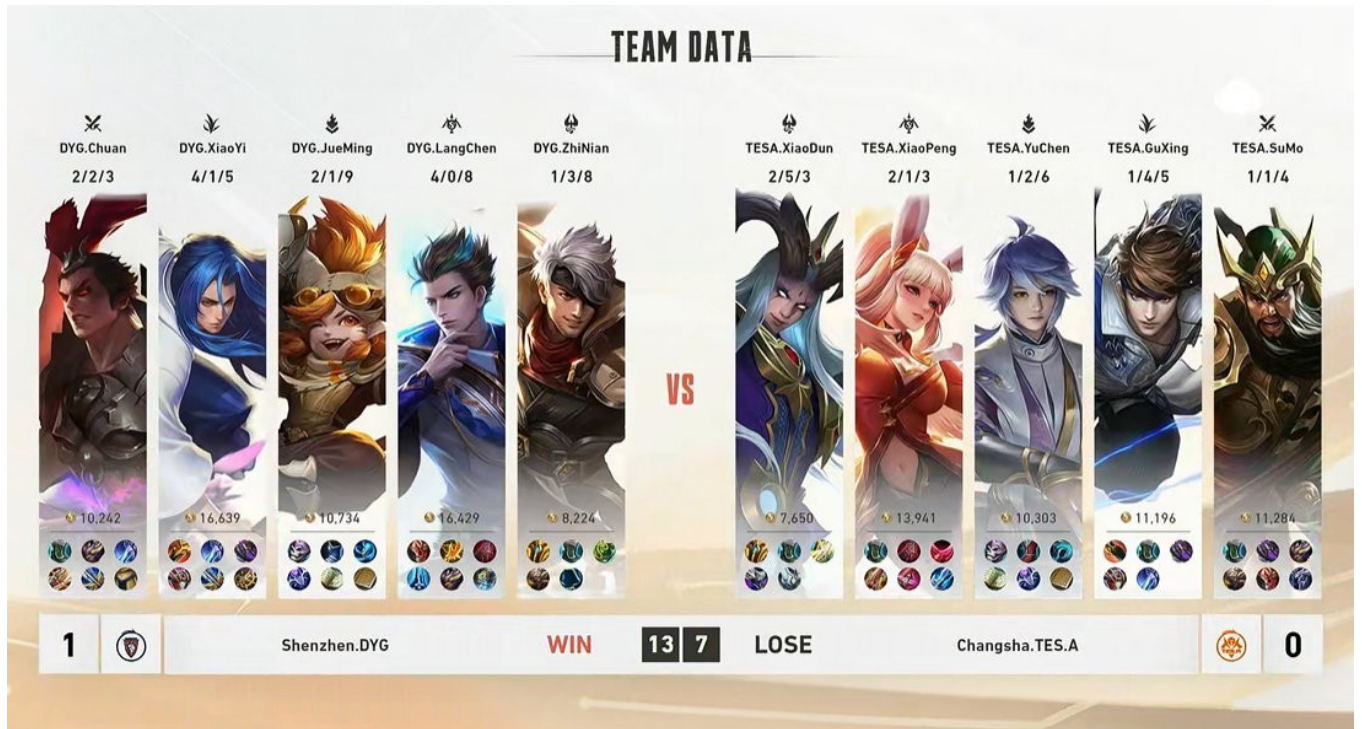 TEAM DATA
DYG.Chuan DYG.XiaoYi DYG.JueMing DYG.LangChen DYG.ZhiNian TESA.XiaoDun TESA.XiaoPeng TESA.YuChen TESA.GuXing TESA.SuMo
2/2/3 4/1/5 2/1/9 4/0/8 1/3/8 2/5/3 2/1/3 1/2/6 1/4/5 1/1/4
VS
10,242 16,639 10,734 16,429 8,224 7,650 13,941 10,303 11,196 11,284
1 Shenzhen.DYG WIN 13 7 LOSE Changsha.TES.A 0